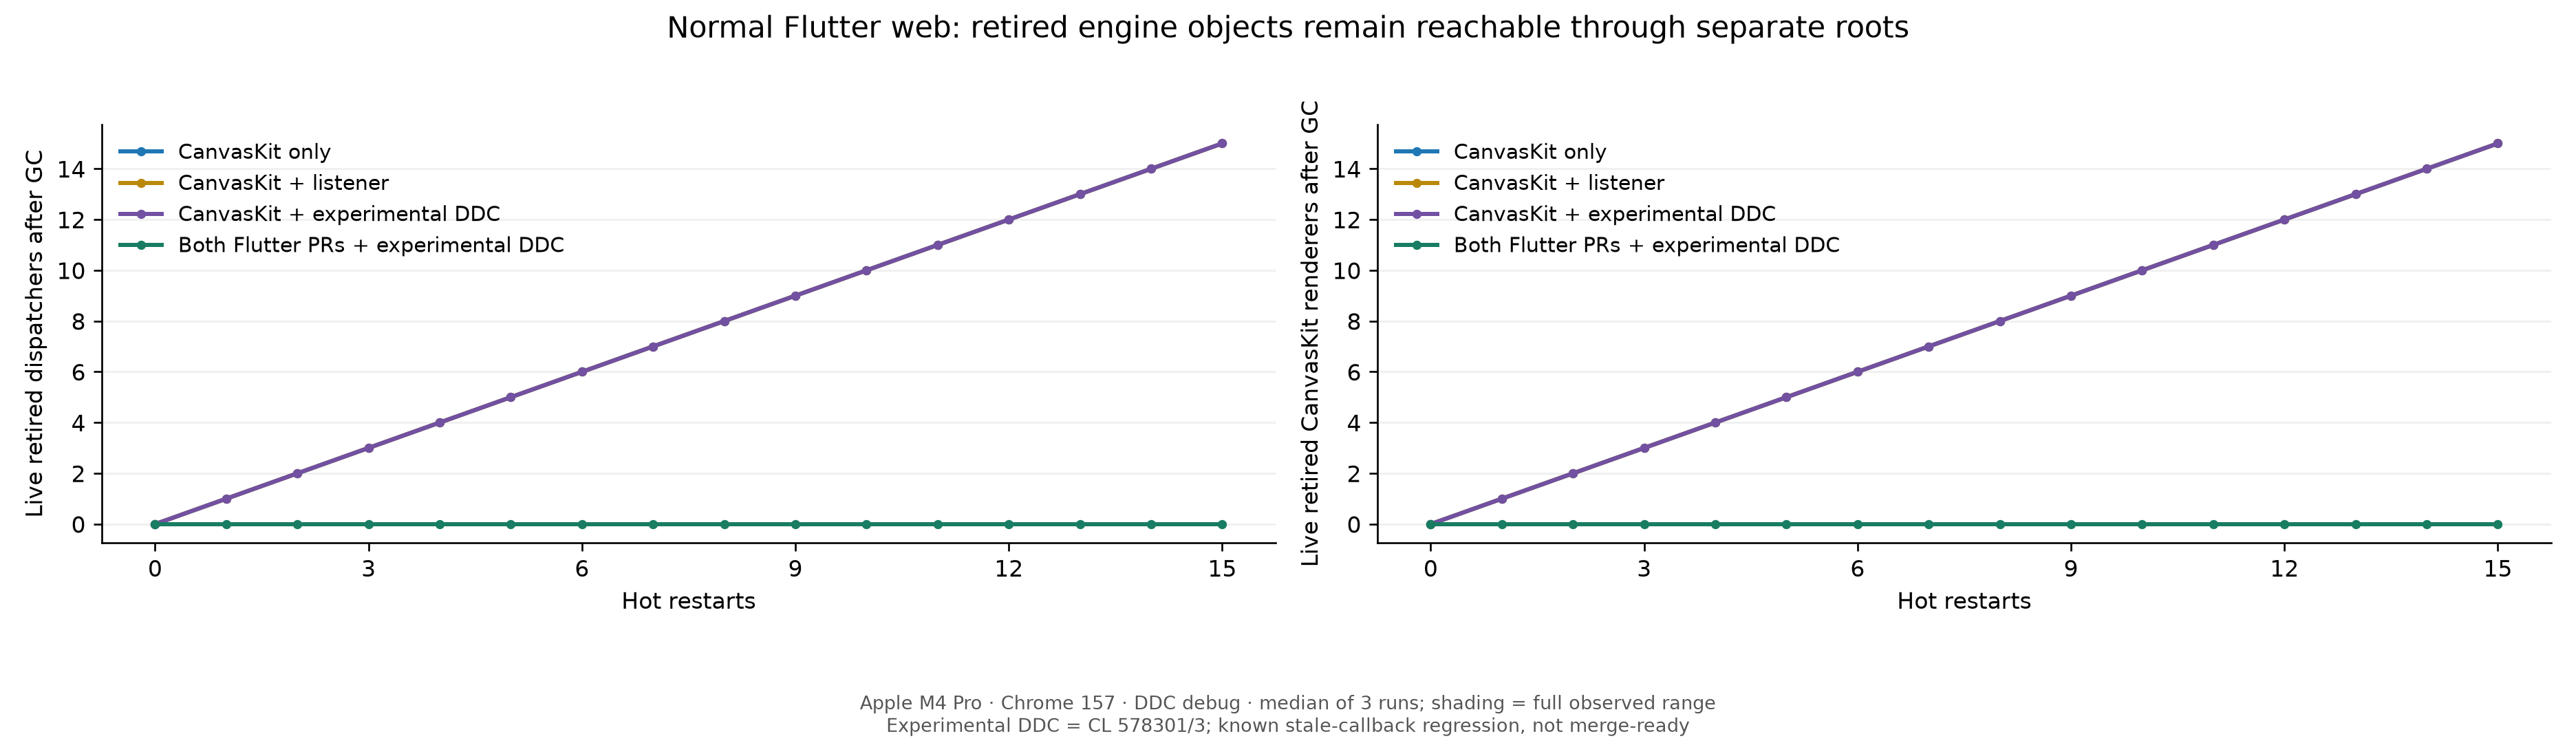 Normal Flutter web: retired engine objects remain reachable through separate roots
Live retired dispatchers after GC
14
12
10
8
6
4
2
0
CanvasKit only
CanvasKit + listener
CanvasKit + experimental DDC
Both Flutter PRs + experimental DDC
0 3 6 9 12 15
Hot restarts
Live retired CanvasKit renderers after GC
14
12
10
8
6
4
2
0
CanvasKit only
CanvasKit + listener
CanvasKit + experimental DDC
Both Flutter PRs + experimental DDC
0 3 6 9 12 15
Hot restarts
Apple M4 Pro · Chrome 157 · DDC debug · median of 3 runs; shading = full observed range
Experimental DDC = CL 578301/3; known stale-callback regression, not merge-ready